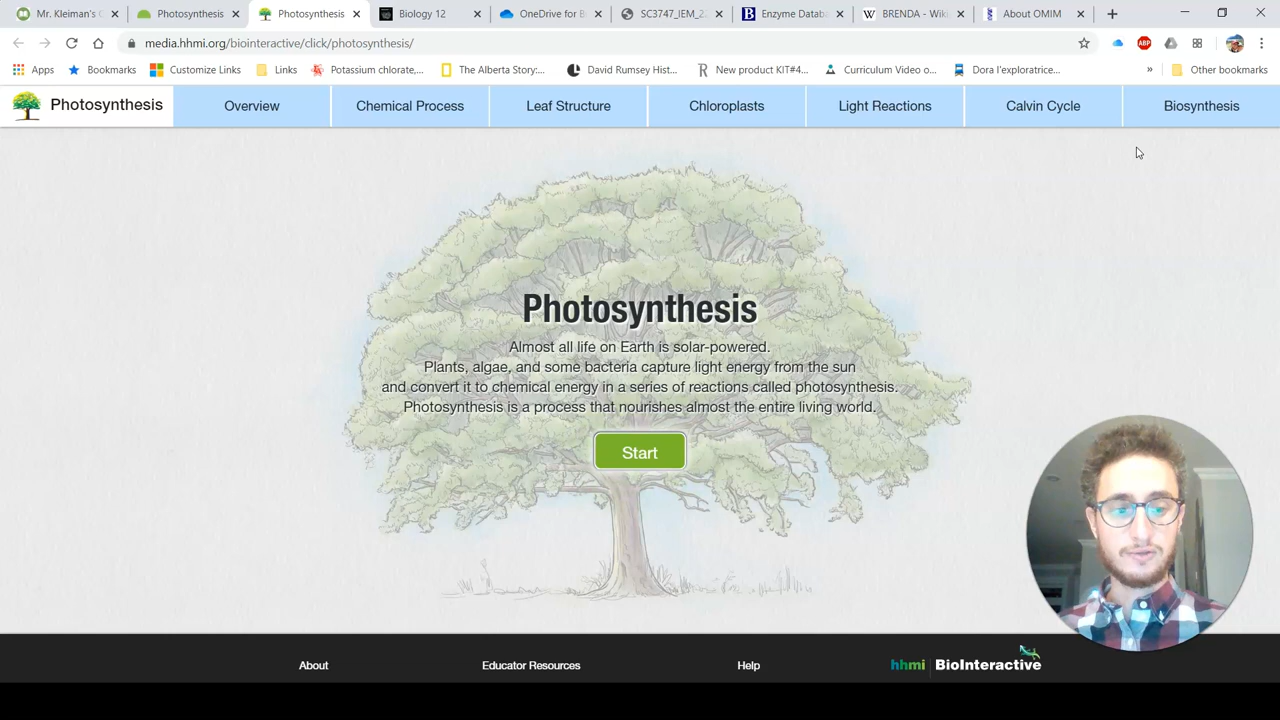 Mr. Kleiman's
Photosynthesis
Photosynthesis
Biology 12
OneDrive for B
SC3747_IEM_2
Enzyme Datab
BRENDA - Wik
About OMIM
media.hhmi.org/biointeractive/click/photosynthesis/
ABP
Apps
Bookmarks
Customize Links
Links
Potassium chlorate,...
The Alberta Story:...
David Rumsey Hist...
New product KIT#4...
Curriculum Video o...
Dora l'exploratrice...
»
Other bookmarks
Photosynthesis
Overview
Chemical Process
Leaf Structure
Chloroplasts
Light Reactions
Calvin Cycle
Biosynthesis
Photosynthesis
Almost all life on Earth is solar-powered.
Plants, algae, and some bacteria capture light energy from the sun
and convert it to chemical energy in a series of reactions called photosynthesis.
Photosynthesis is a process that nourishes almost the entire living world.
Start
About
Educator Resources
Help
hhmi BioInteractive